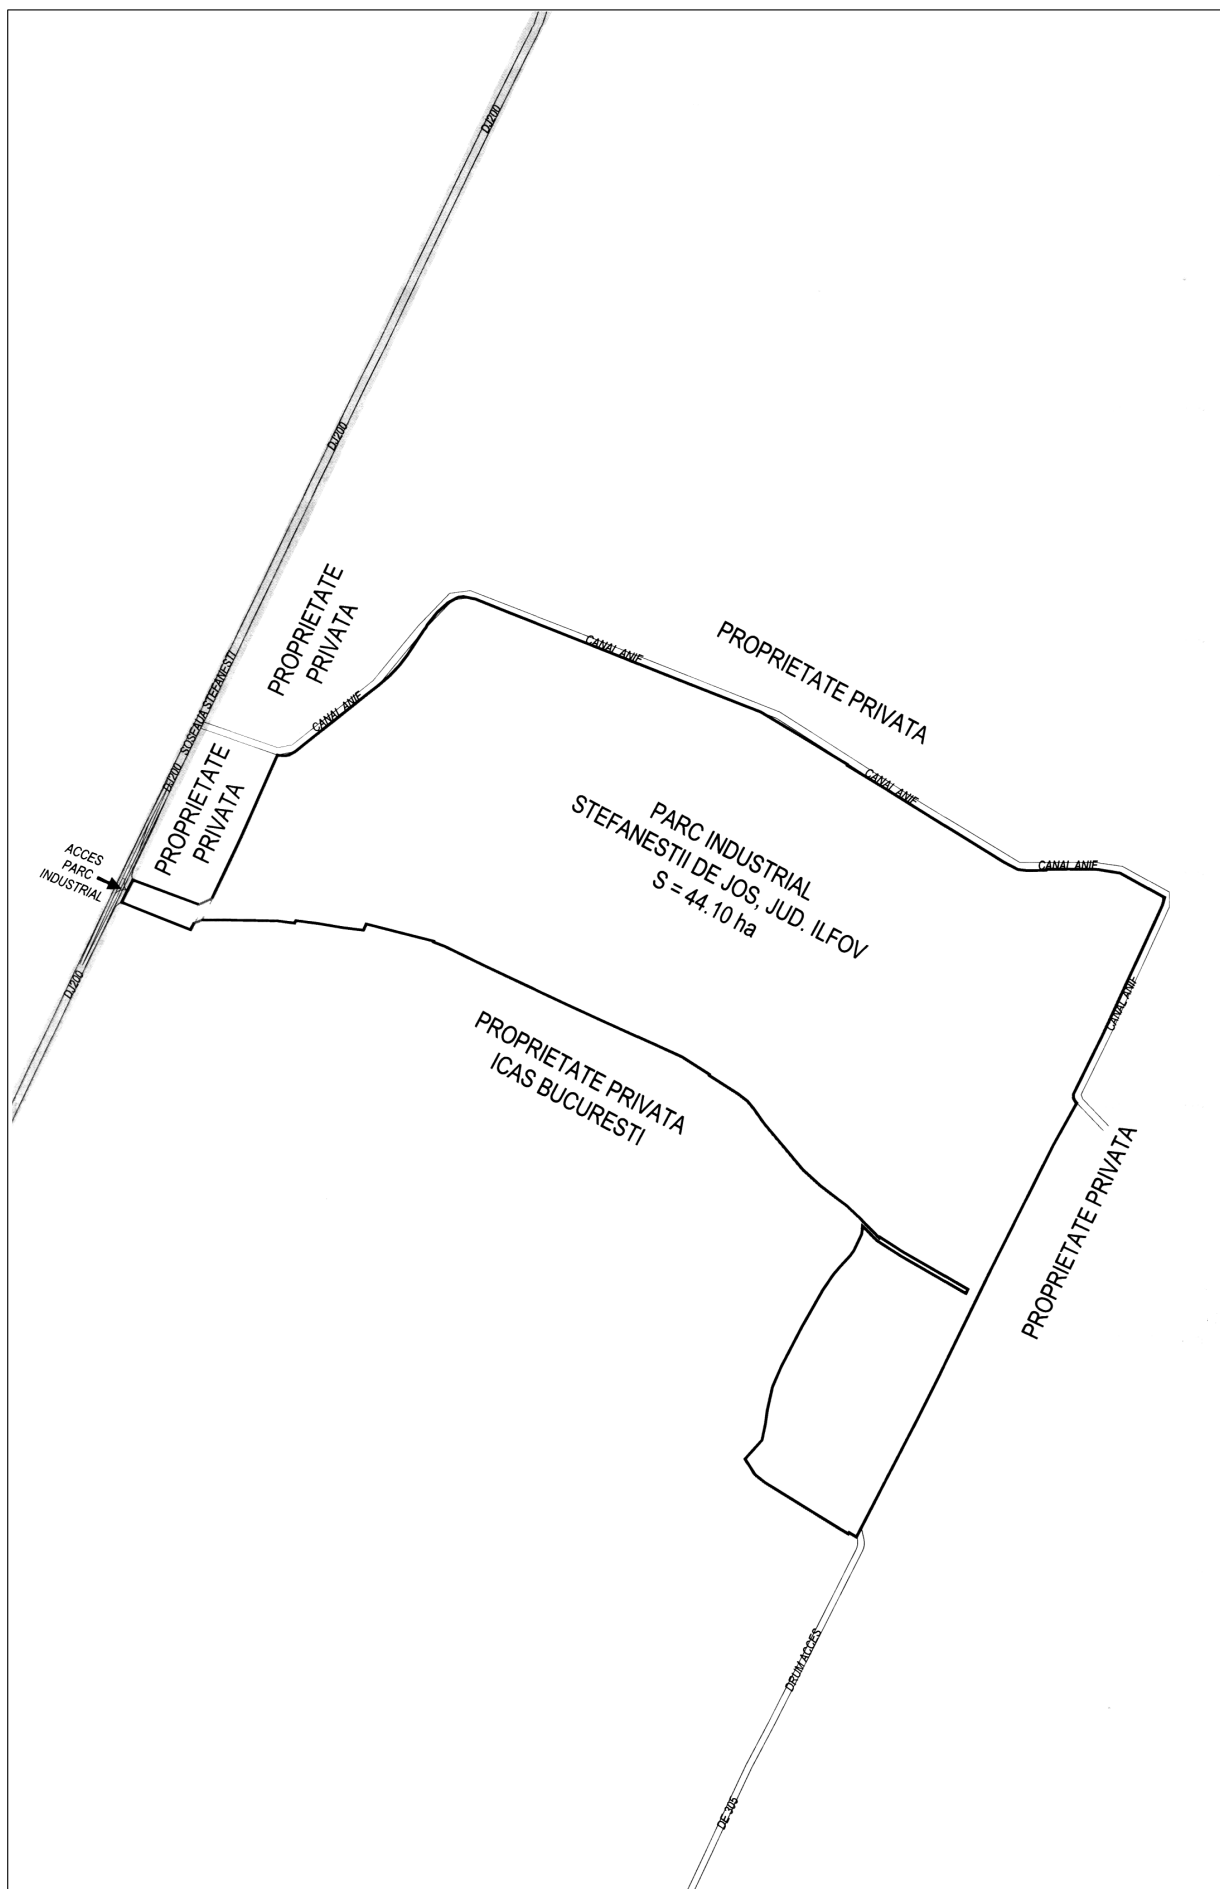 DJ200
DJ200
PROPRIETATE
PRIVATA
CANAL ANIF
PROPRIETATE PRIVATA
SOSEAUA STEFANESTI
CANAL ANIF
DJ200
PROPRIETATE
PRIVATA
CANAL ANIF
PARC INDUSTRIAL
STEFANESTII DE JOS, JUD. ILFOV
S = 44.10 ha
ACCES
PARC
INDUSTRIAL
CANAL ANIF
DJ200
CANAL ANIF
PROPRIETATE PRIVATA
ICAS BUCURESTI
PROPRIETATE PRIVATA
DRUM ACCES
DE 305